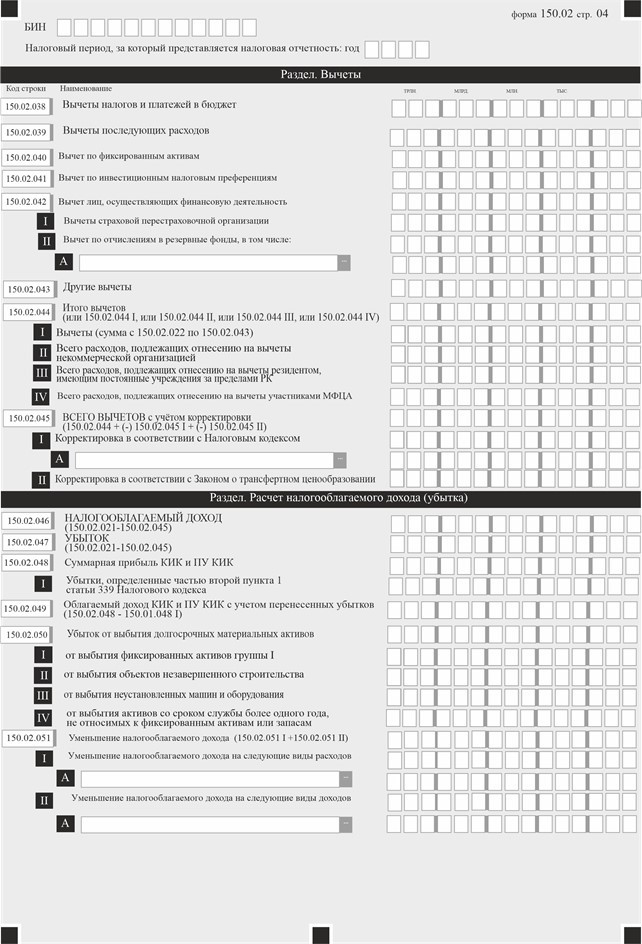 форма 150.02 стр. 04
БИН
Налоговый период, за который представляется налоговая отчетность: год
Раздел. Вычеты
Код строки Наименование ТРЛН МЛРД МЛН ТЫС
150.02.038 Вычеты налогов и платежей в бюджет
150.02.039 Вычеты последующих расходов
150.02.040 Вычет по фиксированным активам
150.02.041 Вычет по инвестиционным налоговым преференциям
150.02.042 Вычет лиц, осуществляющих финансовую деятельность
I Вычеты страховой перестраховочной организации
II Вычет по отчислениям в резервные фонды, в том числе:
A
150.02.043 Другие вычеты
150.02.044 Итого вычетов
(или 150.02.044 I, или 150.02.044 II, или 150.02.044 III, или 150.02.044 IV)
I Вычеты (сумма с 150.02.022 по 150.02.043)
II Всего расходов, подлежащих отнесению на вычеты
некоммерческой организацией
III Всего расходов, подлежащих отнесению на вычеты резидентом,
имеющим постоянные учреждения за пределами РК
IV Всего расходов, подлежащих отнесению на вычеты участниками МФЦА
150.02.045 ВСЕГО ВЫЧЕТОВ с учётом корректировки
(150.02.044 + (-) 150.02.045 I + (-) 150.02.045 II)
I Корректировка в соответствии с Налоговым кодексом
A
II Корректировка в соответствии с Законом о трансфертном ценообразовании
Раздел. Расчет налогооблагаемого дохода (убытка)
150.02.046 НАЛОГООБЛАГАЕМЫЙ ДОХОД
(150.02.021-150.02.045)
150.02.047 УБЫТОК
(150.02.021-150.02.045)
150.02.048 Суммарная прибыль КИК и ПУ КИК
I Убытки, определенные частью второй пункта 1
статьи 339 Налогового кодекса
150.02.049 Облагаемый доход КИК и ПУ КИК с учетом перенесенных убытков
(150.02.048 - 150.01.048 I)
150.02.050 Убыток от выбытия долгосрочных материальных активов
I от выбытия фиксированных активов группы I
II от выбытия объектов незавершенного строительства
III от выбытия неустановленных машин и оборудования
IV от выбытия активов со сроком службы более одного года,
не относимых к фиксированным активам или запасам
150.02.051 Уменьшение налогооблагаемого дохода (150.02.051 I +150.02.051 II)
I Уменьшение налогооблагаемого дохода на следующие виды расходов
A
II Уменьшение налогооблагаемого дохода на следующие виды доходов
A